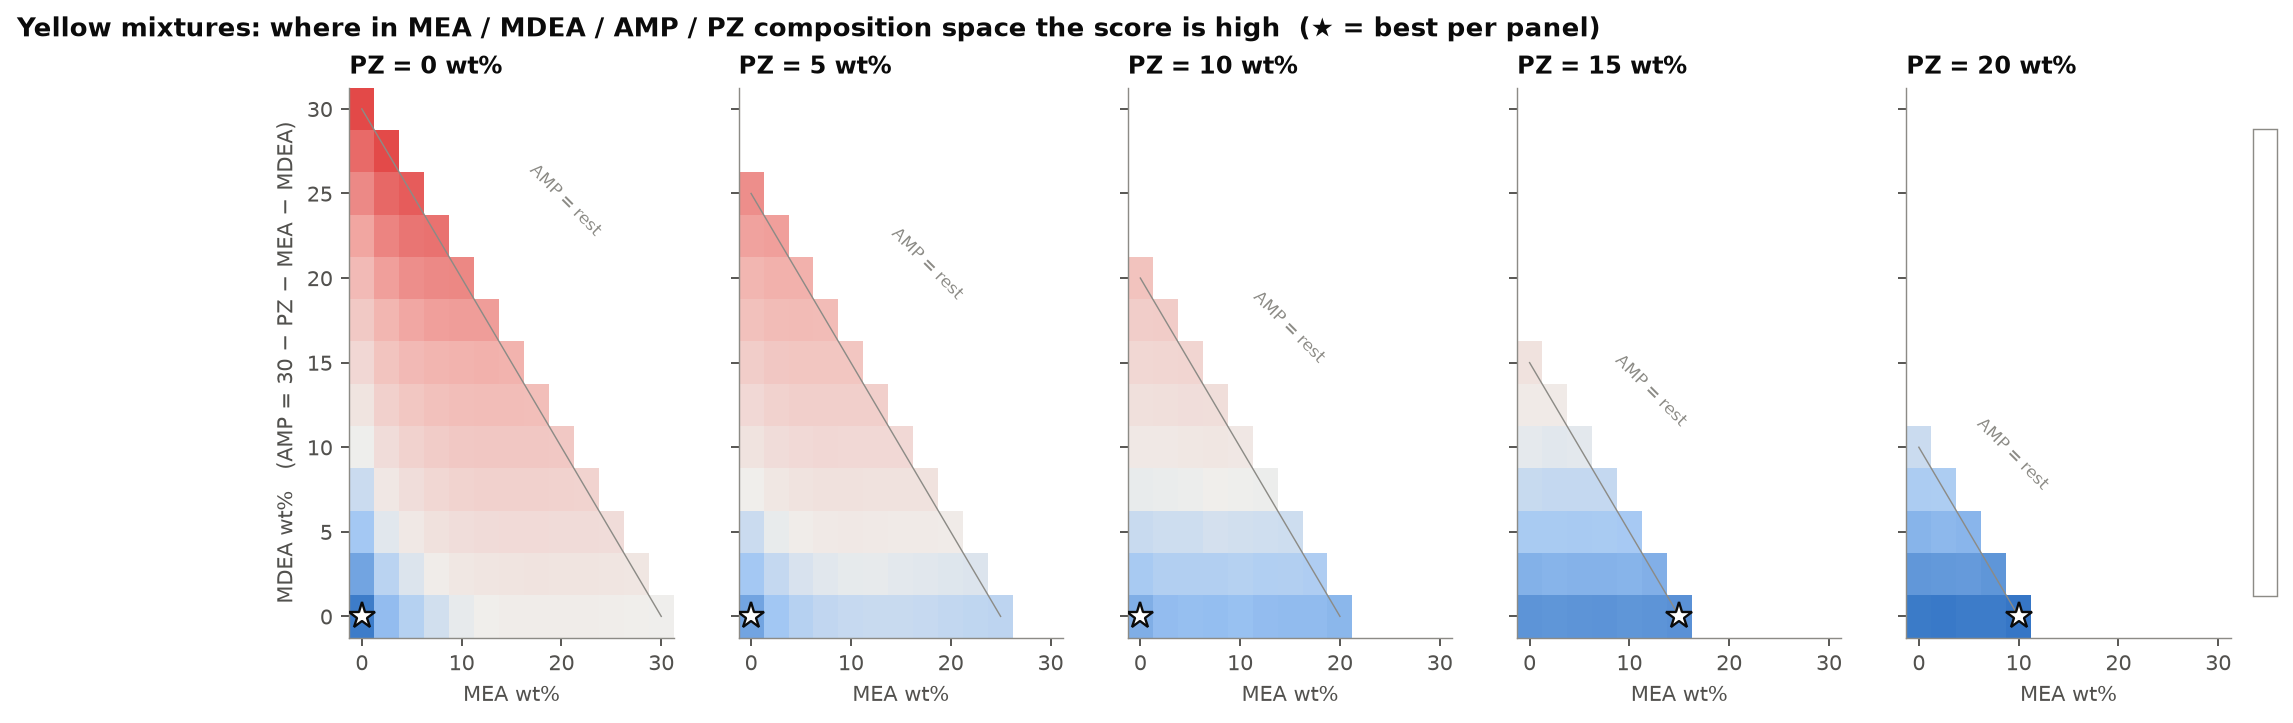 Yellow mixtures: where in MEA / MDEA / AMP / PZ composition space the score is high (★ = best per panel)
PZ = 0 wt%
PZ = 5 wt%
PZ = 10 wt%
PZ = 15 wt%
PZ = 20 wt%
MDEA wt% (AMP = 30 − PZ − MEA − MDEA)
30
25
20
15
10
5
0
AMP = rest
AMP = rest
AMP = rest
AMP = rest
AMP = rest
0 10 20 30
0 10 20 30
0 10 20 30
0 10 20 30
0 10 20 30
MEA wt%
MEA wt%
MEA wt%
MEA wt%
MEA wt%